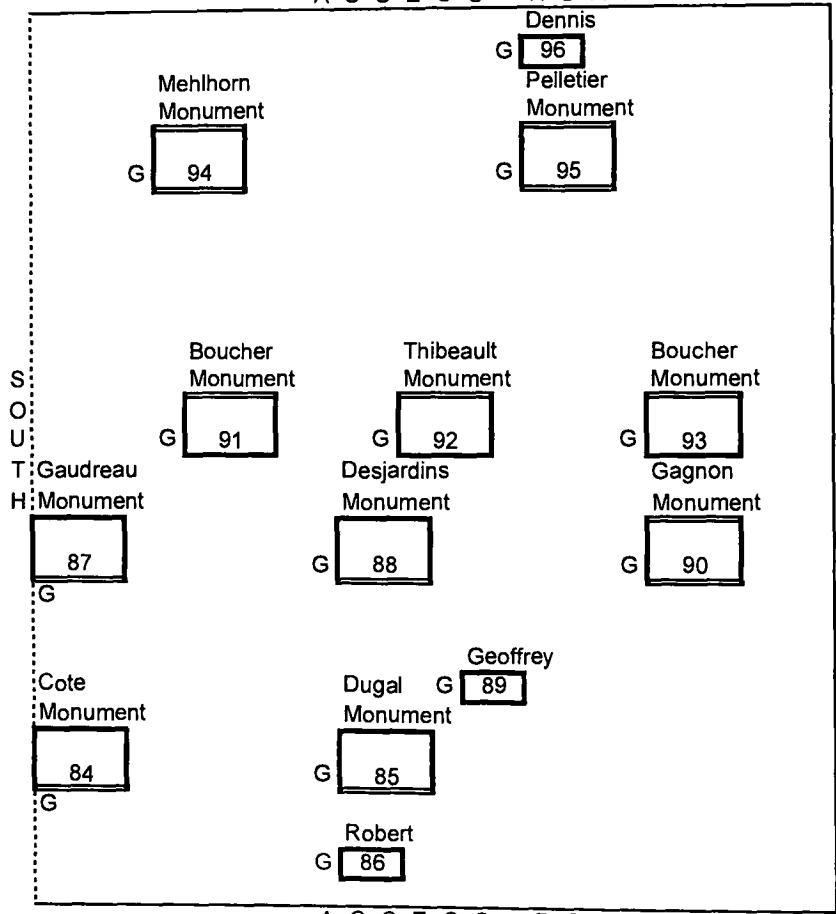 Dennis
G 96
Mehlhorn
Monument
Pelletier
Monument
G 94
G 95
Boucher
Monument
Thibeault
Monument
Boucher
Monument
G 91
G 92
G 93
SOUTH
Gaudreau
Monument
Desjardins
Monument
Gagnon
Monument
87
G
G 88
G 90
Geoffrey
G 89
Cote
Monument
Dugal
Monument
84
G
G 85
Robert
G 86